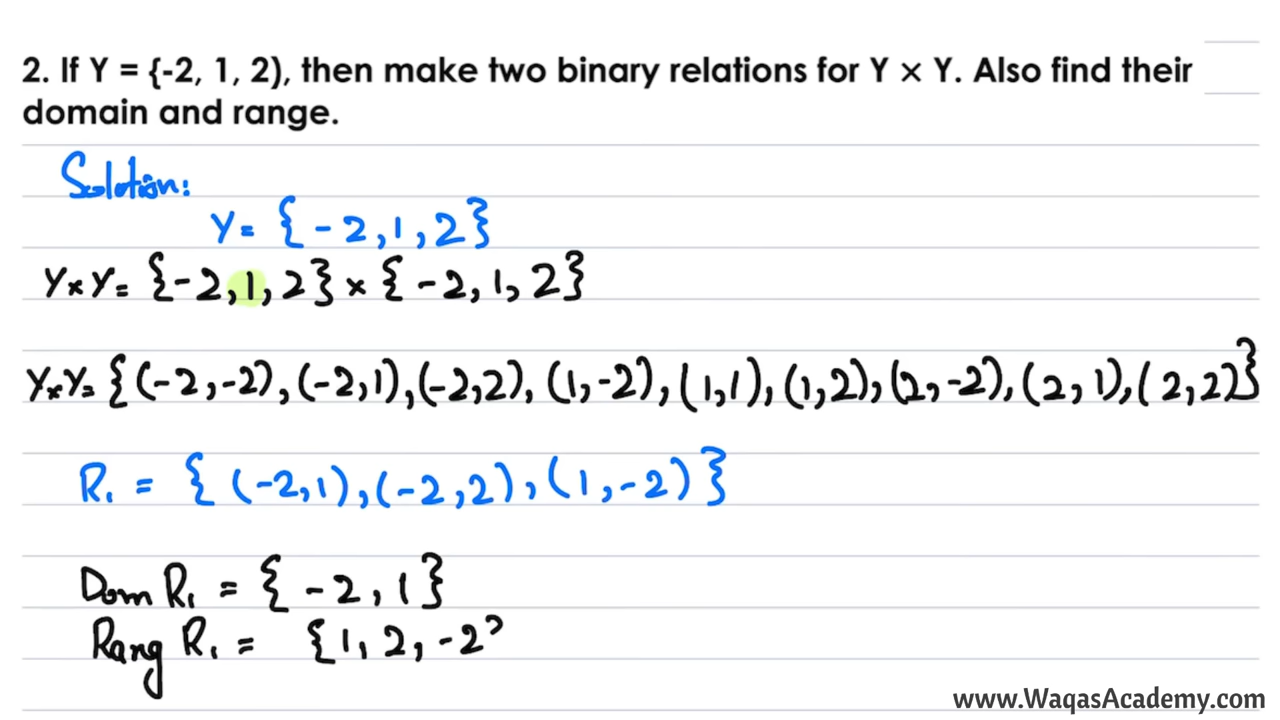 2. If Y = {-2, 1, 2), then make two binary relations for Y × Y. Also find their
domain and range.
Solution:
Y = {-2,1,2}
Y×Y= {-2,1,2} × {-2,1,2}
Y×Y= {(-2,-2),(-2,1),(-2,2),(1,-2),(1,1),(1,2),(2,-2),(2,1),(2,2)}
R₁ = {(-2,1),(-2,2),(1,-2)}
Dom R₁ = {-2,1}
Rang R₁ = {1,2,-2
www.WaqasAcademy.com